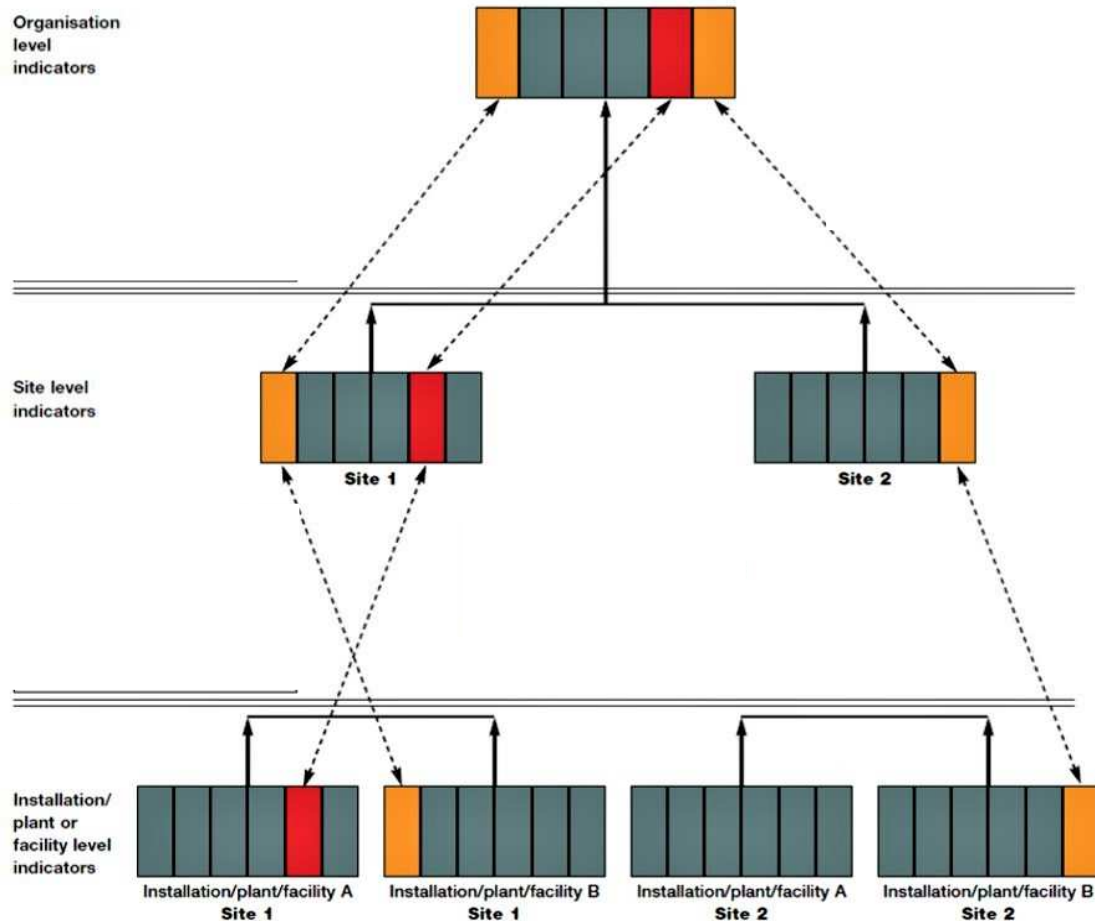 Organisation
level
indicators
Site level
indicators
Site 1
Site 2
Installation/
plant or
facility level
indicators
Installation/plant/facility A
Site 1
Installation/plant/facility B
Site 1
Installation/plant/facility A
Site 2
Installation/plant/facility B
Site 2